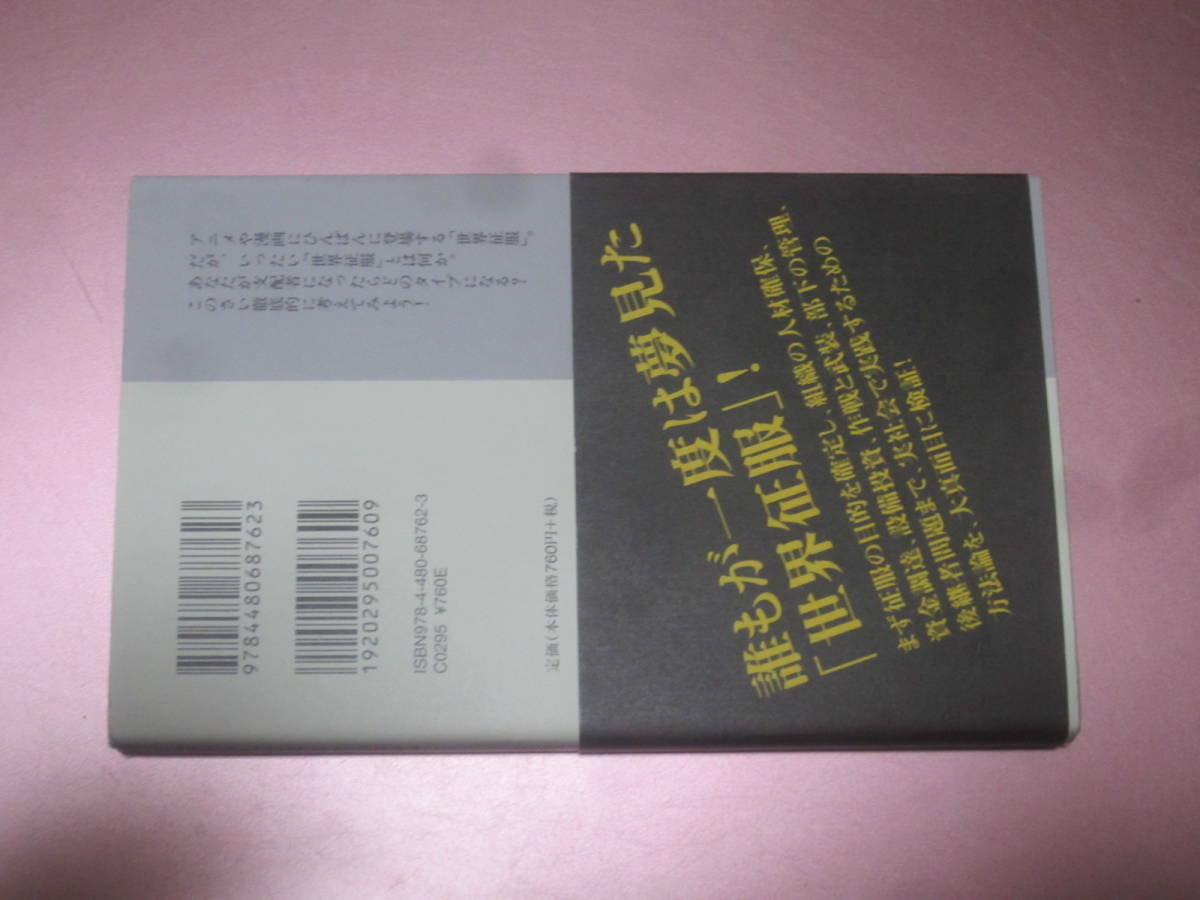 アニメや漫画にひんぱんに登場する「世界征服」。
だが、いったい「世界征服」とは何か。
あなたが支配者になったらどのタイプになる?
このさい徹底的に考えてみよう!
9784480687623
1920295007609
ISBN978-4-480-68762-3
C0295 ¥760E
定価(本体価格760円+税)
誰もが一度は夢見た
「世界征服」!
まず征服の目的を確定し、組織の人材確保、
資金調達、設備投資、作戦と武装、部下の管理、
後継者問題まで、実社会で実践するための
方法論を、大真面目に検証!